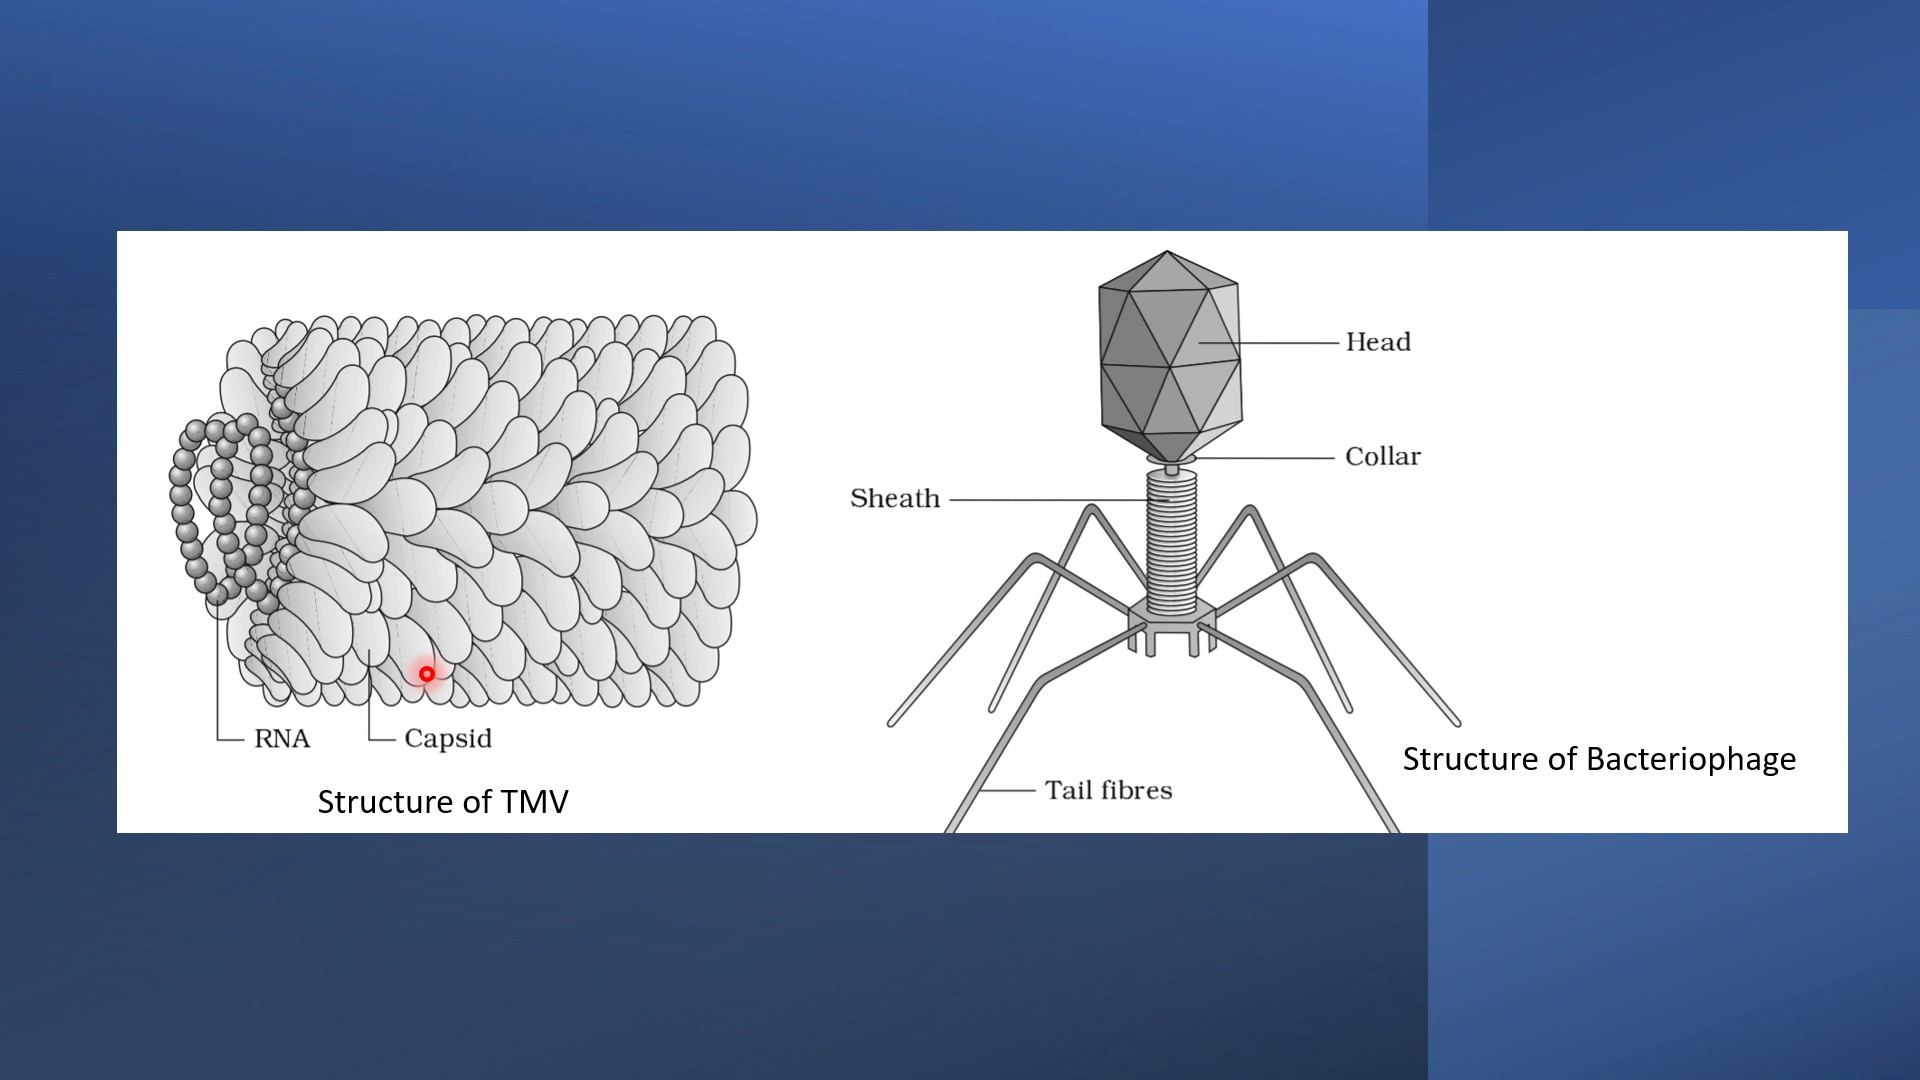 RNA
Capsid
Structure of TMV
Head
Collar
Sheath
Tail fibres
Structure of Bacteriophage